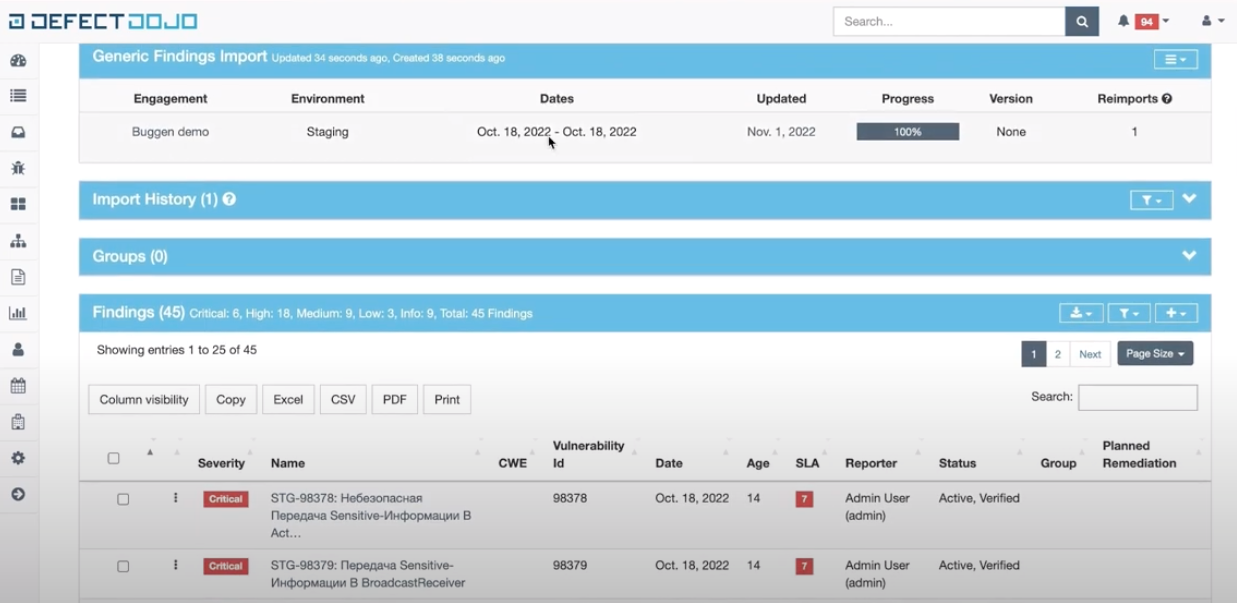 DEFECTDOJO
Search...
94
Generic Findings Import Updated 34 seconds ago, Created 38 seconds ago
Engagement Environment Dates Updated Progress Version Reimports
Buggen demo Staging Oct. 18, 2022 - Oct. 18, 2022 Nov. 1, 2022 100% None 1
Import History (1)
Groups (0)
Findings (45) Critical: 6, High: 18, Medium: 9, Low: 3, Info: 9, Total: 45 Findings
Showing entries 1 to 25 of 45
1 2 Next Page Size
Column visibility Copy Excel CSV PDF Print Search:
Severity Name CWE Vulnerability Id Date Age SLA Reporter Status Group Planned Remediation
Critical STG-98378: Небезопасная 98378 Oct. 18, 2022 14 7 Admin User Active, Verified
Передача Sensitive-Информации В (admin)
Act...
Critical STG-98379: Передача Sensitive- 98379 Oct. 18, 2022 14 7 Admin User Active, Verified
Информации В BroadcastReceiver (admin)